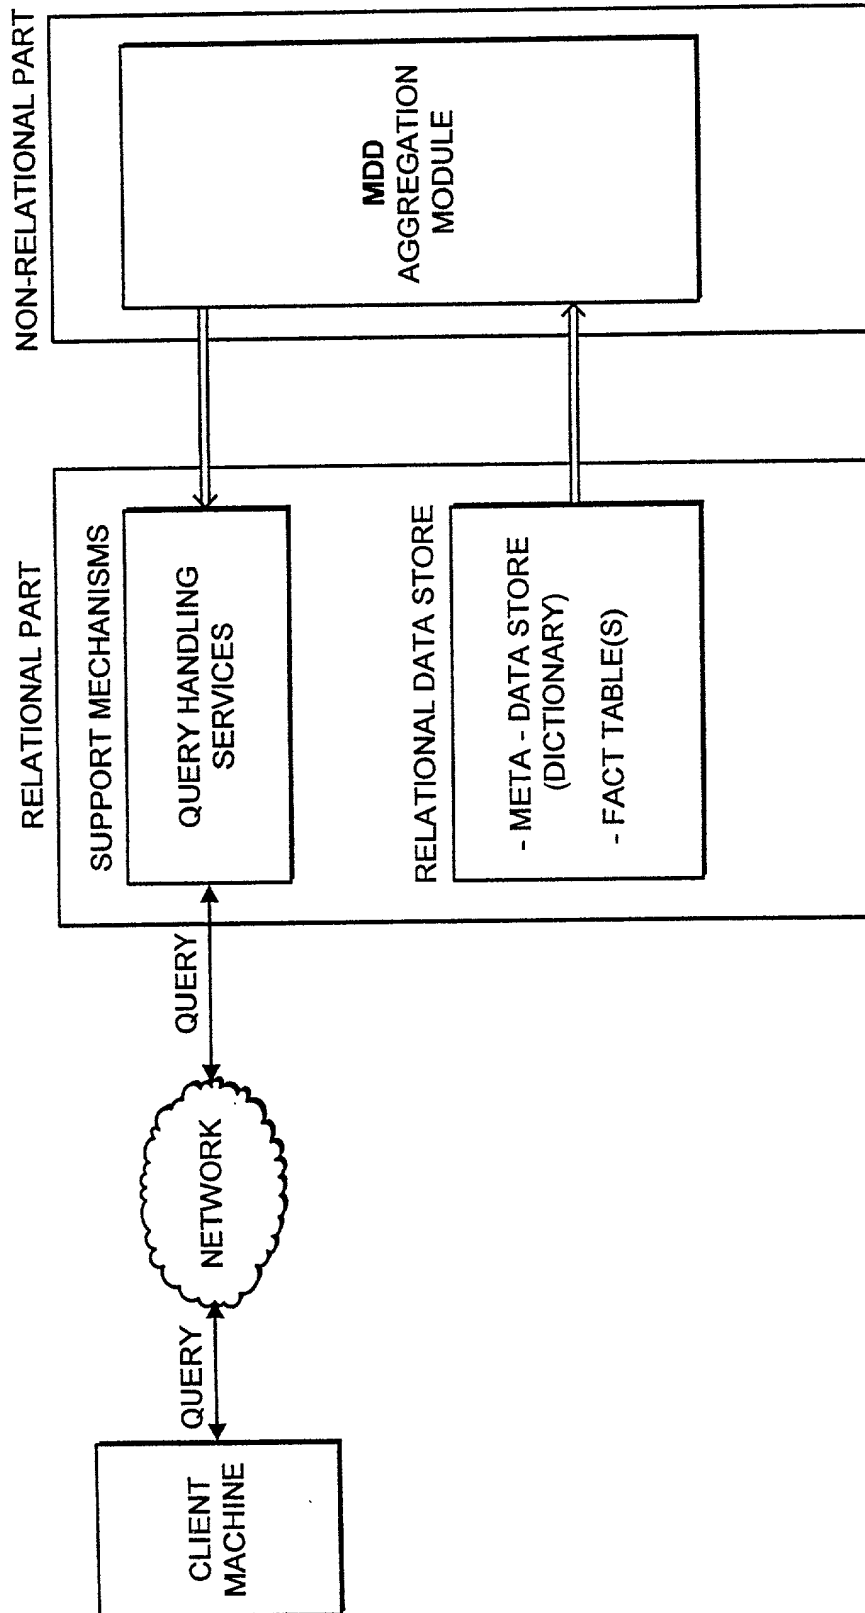 CLIENT
MACHINE
QUERY
NETWORK
QUERY
RELATIONAL PART
SUPPORT MECHANISMS
QUERY HANDLING
SERVICES
RELATIONAL DATA STORE
- META - DATA STORE
(DICTIONARY)
- FACT TABLE(S)
NON-RELATIONAL PART
MDD
AGGREGATION
MODULE